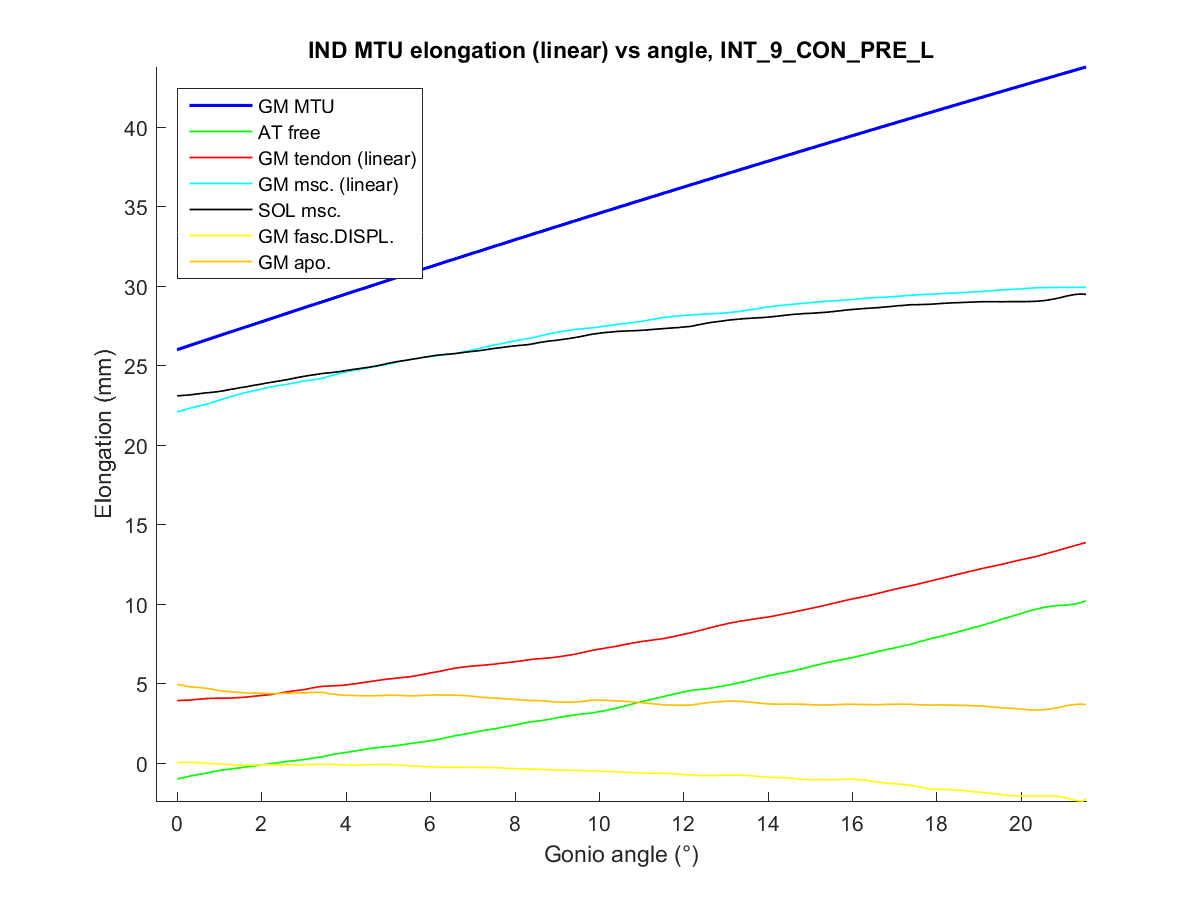 IND MTU elongation (linear) vs angle, INT_9_CON_PRE_L
GM MTU
AT free
GM tendon (linear)
GM msc. (linear)
SOL msc.
GM fasc.DISPL.
GM apo.
40
35
30
25
20
15
10
5
0
Elongation (mm)
0 2 4 6 8 10 12 14 16 18 20
Gonio angle (°)